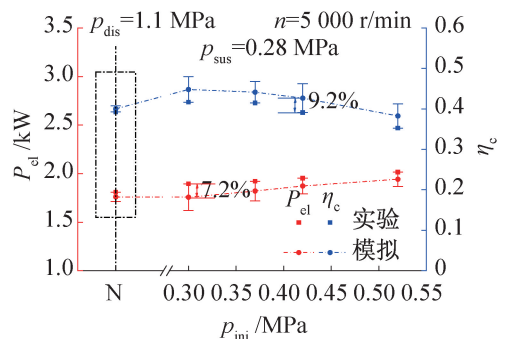 p_dis=1.1 MPa n=5 000 r/min
p_sus=0.28 MPa
3.5
3.0
2.5
2.0
1.5
1.0
P_el /kW
0.6
0.5
0.4
0.3
0.2
0.1
0
η_c
9.2%
7.2%
P_el η_c
实验
模拟
N 0.30 0.35 0.40 0.45 0.50 0.55
p_inj /MPa